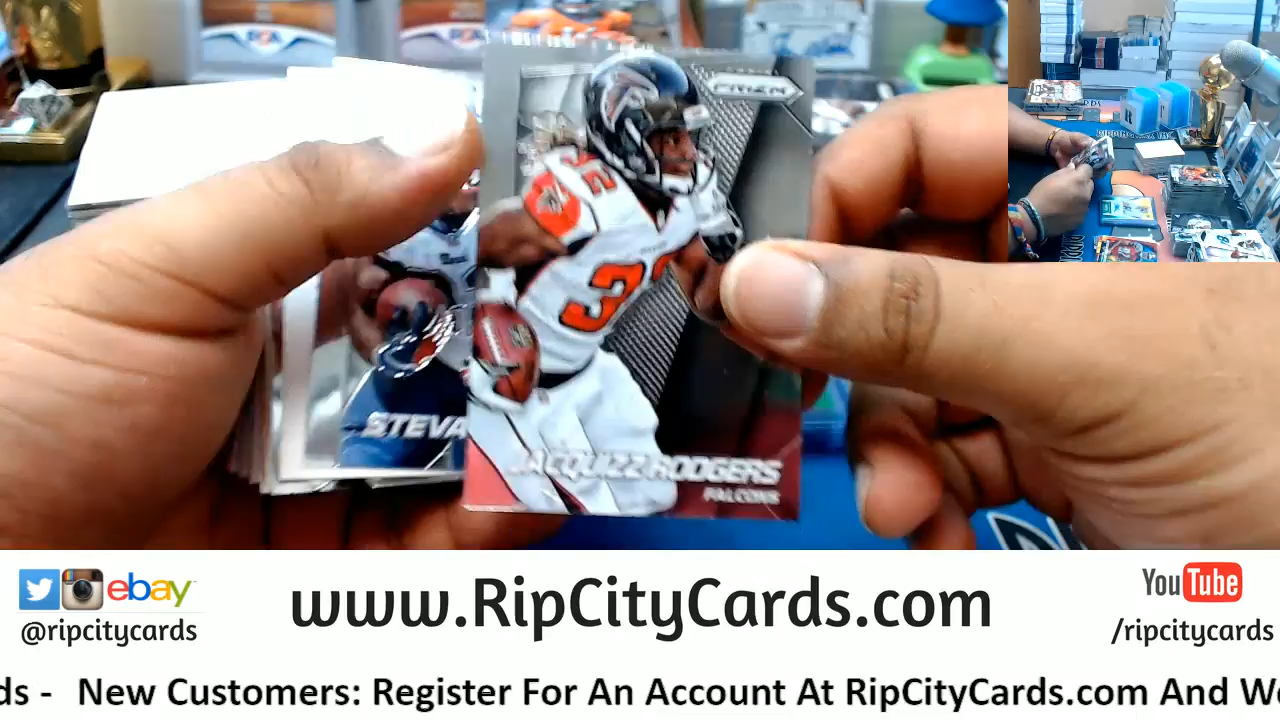 PRIZM
32
32
STEVA
JACQUIZZ RODGERS
FALCONS
ebay
@ripcitycards
www.RipCityCards.com
YouTube
/ripcitycards
ds - New Customers: Register For An Account At RipCityCards.com And We